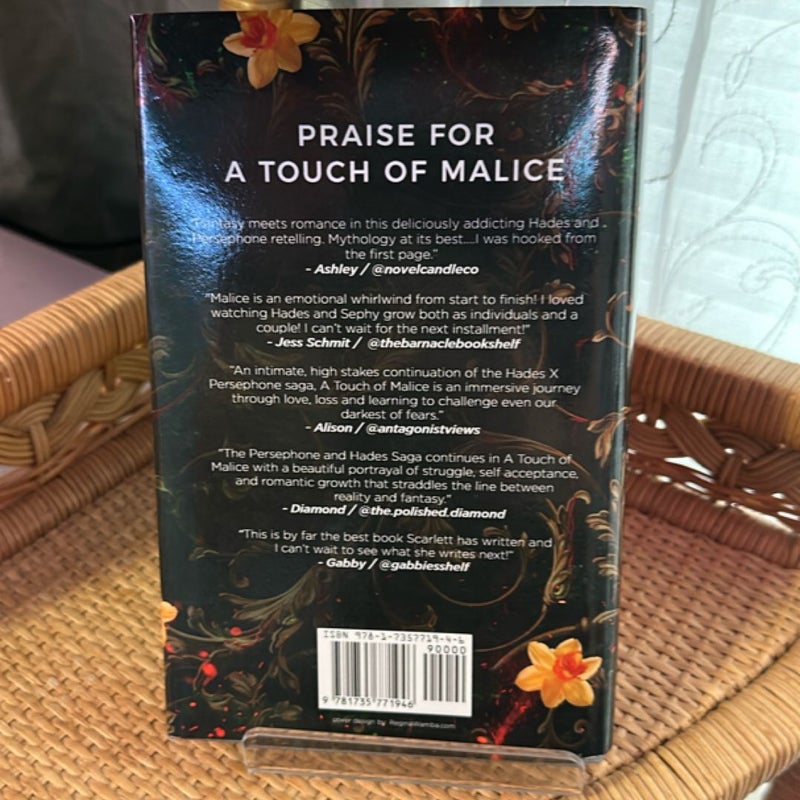 PRAISE FOR
A TOUCH OF MALICE
"Fantasy meets romance in this deliciously addicting Hades and
Persephone retelling. Mythology at its best....I was hooked from
the first page."
- Ashley / @novelcandleco
"Malice is an emotional whirlwind from start to finish! I loved
watching Hades and Sephy grow both as individuals and a
couple! I can't wait for the next installment!"
- Jess Schmit / @thebarnaclebookshelf
"An intimate, high stakes continuation of the Hades X
Persephone saga, A Touch of Malice is an immersive journey
through love, loss and learning to challenge even our
darkest of fears."
- Alison / @antagonistviews
"The Persephone and Hades Saga continues in A Touch of
Malice with a beautiful portrayal of struggle, self acceptance,
and romantic growth that straddles the line between
reality and fantasy."
- Diamond / @the.polished.diamond
"This is by far the best book Scarlett has written and
I can't wait to see what she writes next!"
- Gabby / @gabbiesshelf
ISBN 978-1-7357719-4-6
90000
9 781735 771946
cover design by ReginaWamba.com